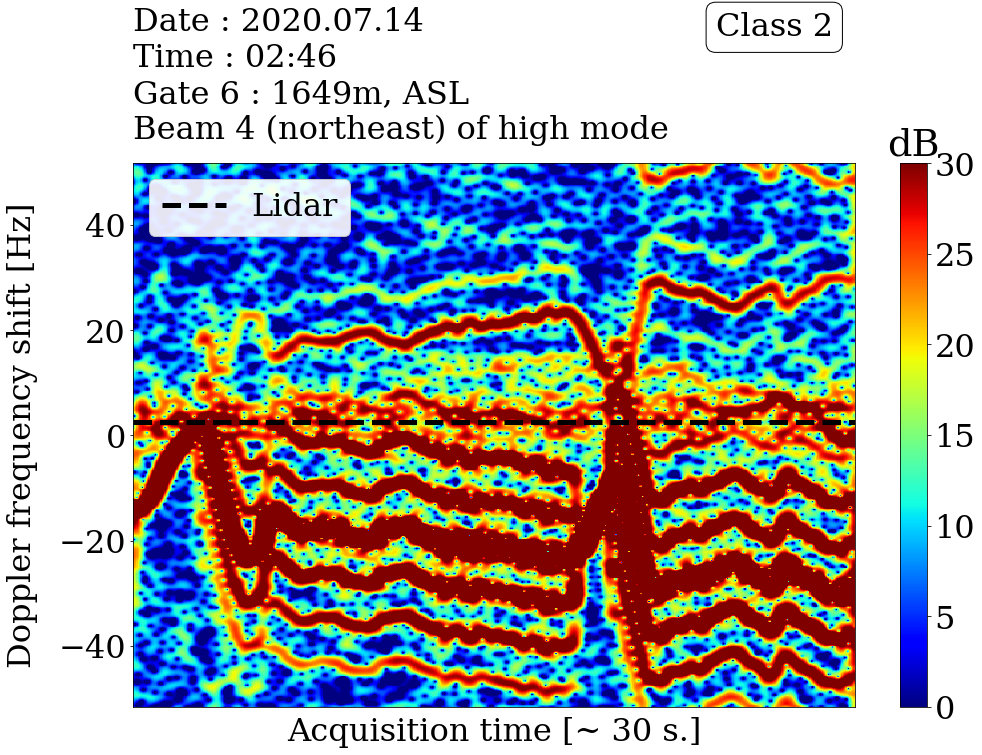 Date : 2020.07.14
Time : 02:46
Gate 6 : 1649m, ASL
Beam 4 (northeast) of high mode
Class 2
dB
Lidar
Doppler frequency shift [Hz]
40
20
0
−20
−40
Acquisition time [~ 30 s.]
30
25
20
15
10
5
0